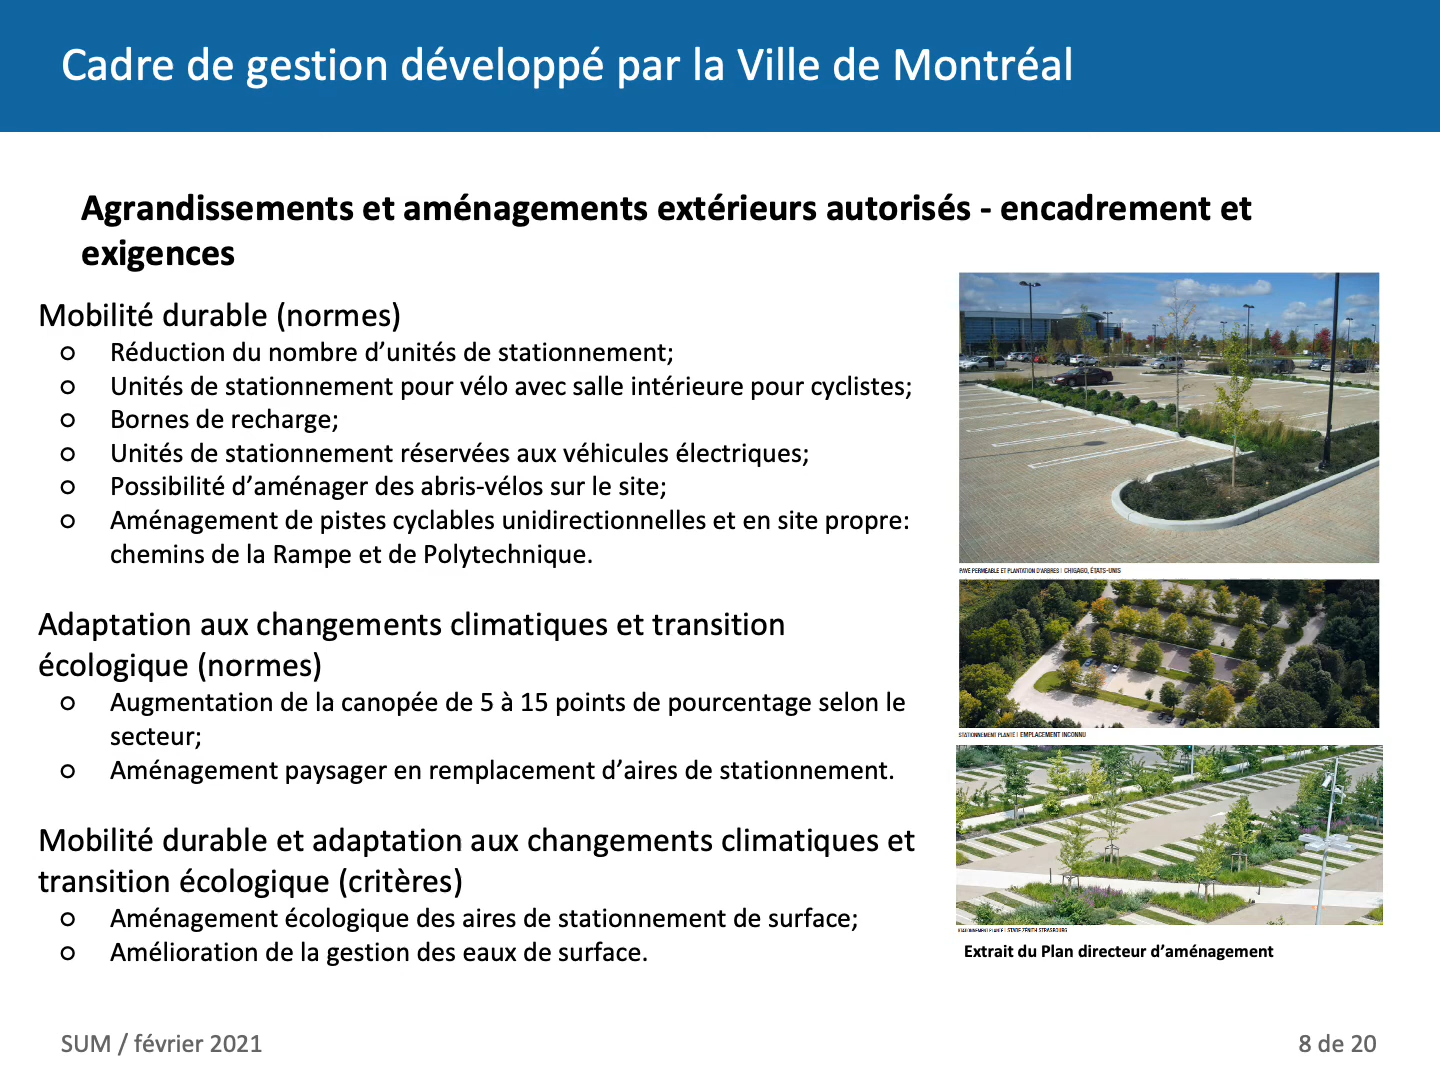 Cadre de gestion développé par la Ville de Montréal
Agrandissements et aménagements extérieurs autorisés - encadrement et
exigences
Mobilité durable (normes)
Réduction du nombre d’unités de stationnement;
Unités de stationnement pour vélo avec salle intérieure pour cyclistes;
Bornes de recharge;
Unités de stationnement réservées aux véhicules électriques;
Possibilité d’aménager des abris-vélos sur le site;
Aménagement de pistes cyclables unidirectionnelles et en site propre:
chemins de la Rampe et de Polytechnique.
Adaptation aux changements climatiques et transition
écologique (normes)
Augmentation de la canopée de 5 à 15 points de pourcentage selon le
secteur;
Aménagement paysager en remplacement d’aires de stationnement.
Mobilité durable et adaptation aux changements climatiques et
transition écologique (critères)
Aménagement écologique des aires de stationnement de surface;
Amélioration de la gestion des eaux de surface.
PAVÉ PERMÉABLE ET PLANTATION D'ARBRES | CHIGAGO, ÉTATS-UNIS
STATIONNEMENT PLANTÉ | EMPLACEMENT INCONNU
STATIONNEMENT PLANTÉ | STADE ZÉNITH STRASBOURG
Extrait du Plan directeur d’aménagement
SUM / février 2021
8 de 20